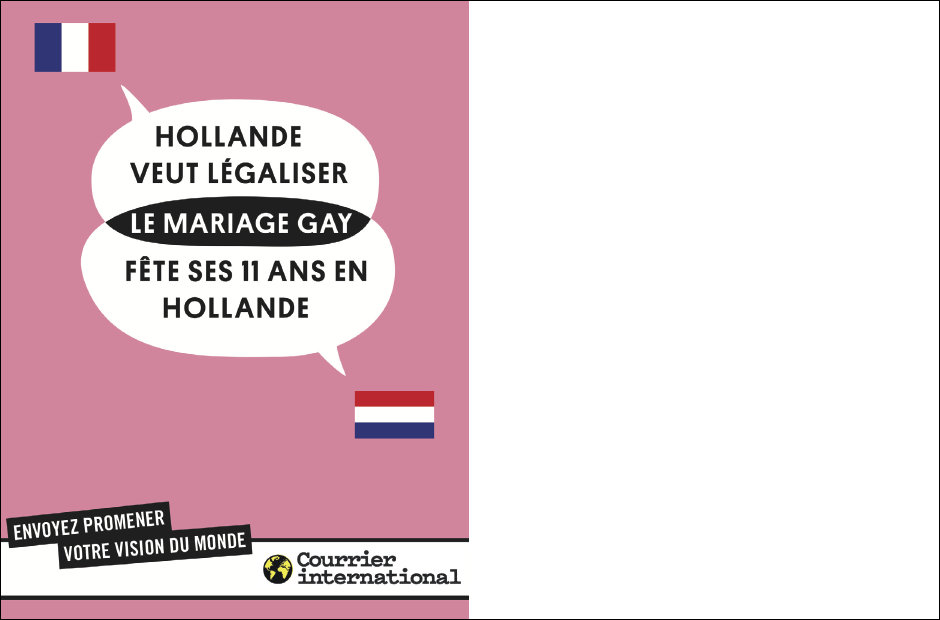 HOLLANDE
VEUT LÉGALISER
LE MARIAGE GAY
FÊTE SES 11 ANS EN
HOLLANDE
ENVOYEZ PROMENER
VOTRE VISION DU MONDE
Courrier
international